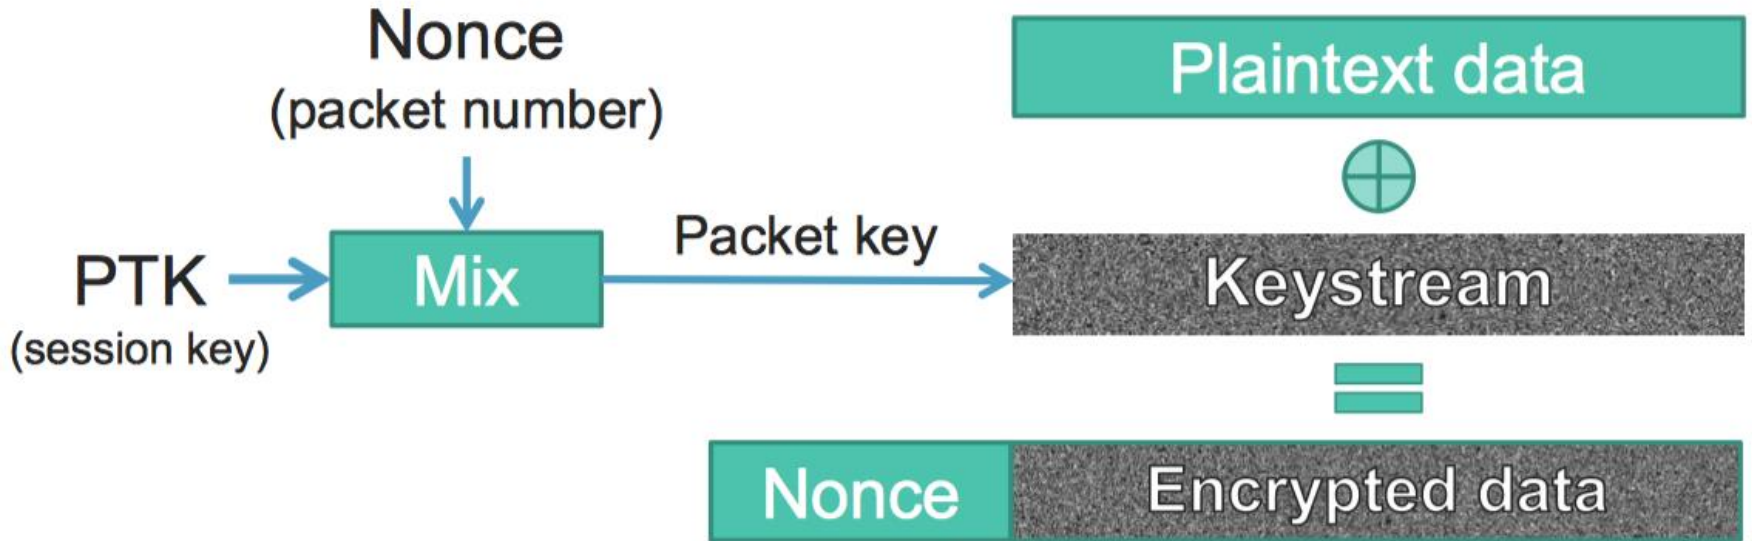 Nonce
(packet number)
Plaintext data
PTK
(session key)
Mix
Packet key
Keystream
Nonce
Encrypted data